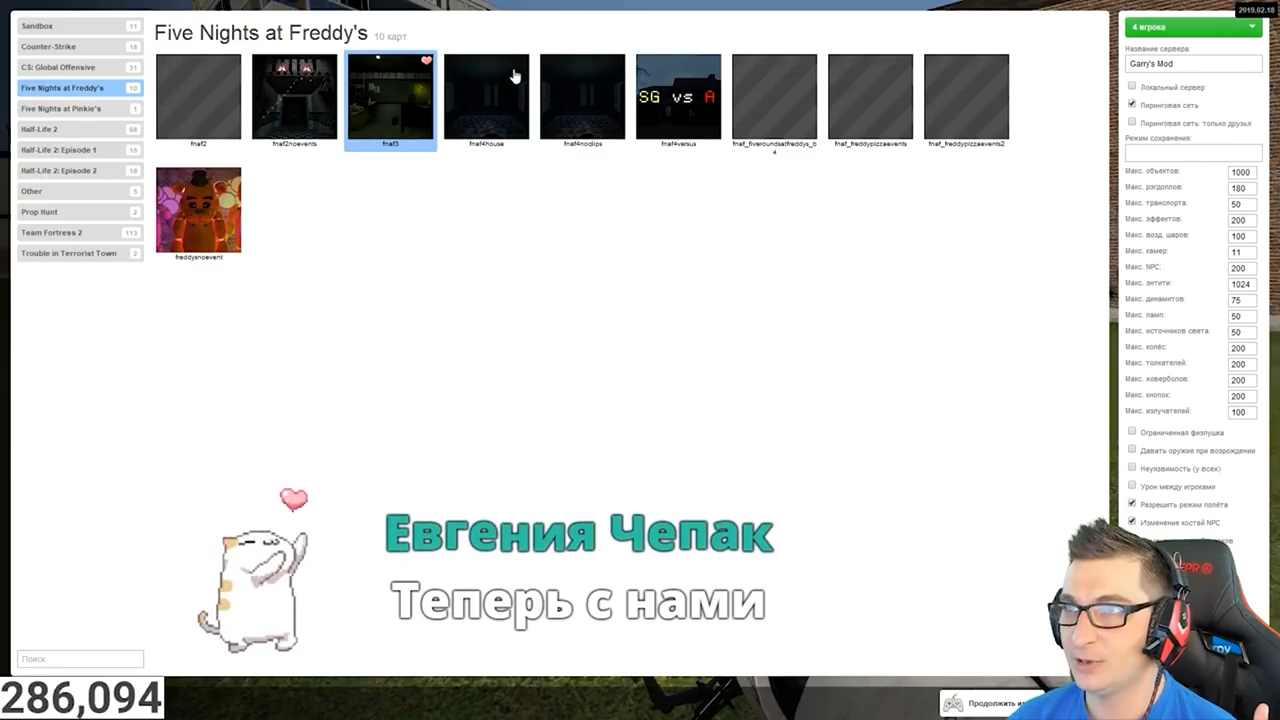 2019.02.18
Sandbox 11
Counter-Strike 18
CS: Global Offensive 31
Five Nights at Freddy's 10
Five Nights at Pinkie's 1
Half-Life 2 68
Half-Life 2: Episode 1 15
Half-Life 2: Episode 2 18
Other 5
Prop Hunt 2
Team Fortress 2 113
Trouble in Terrorist Town 2
Поиск
Five Nights at Freddy's 10 карт
SG vs A
fnaf2
fnaf2noevents
fnaf3
fnaf4house
fnaf4noclips
fnaf4versus
fnaf_fiveroundsatfreddys_b
4
fnaf_freddypizzaevents
fnaf_freddypizzaevents2
freddysnoevent
4 игрока
Название сервера:
Garry's Mod
Локальный сервер
Пиринговая сеть
Пиринговая сеть: только друзья
Режим сохранения:
Макс. объектов: 1000
Макс. рэгдоллов: 180
Макс. транспорта: 50
Макс. эффектов: 200
Макс. возд. шаров: 100
Макс. камер: 11
Макс. NPC: 200
Макс. энтити: 1024
Макс. динамитов: 75
Макс. ламп: 50
Макс. источников света: 50
Макс. колёс: 200
Макс. толкателей: 200
Макс. ховерболов: 200
Макс. кнопок: 200
Макс. излучателей: 100
Ограниченная физпушка
Давать оружие при возрождении
Неуязвимость (у всех)
Урон между игроками
Разрешить режим полёта
Изменение костей NPC
Евгения Чепак
Теперь с нами
286,094
Продолжить